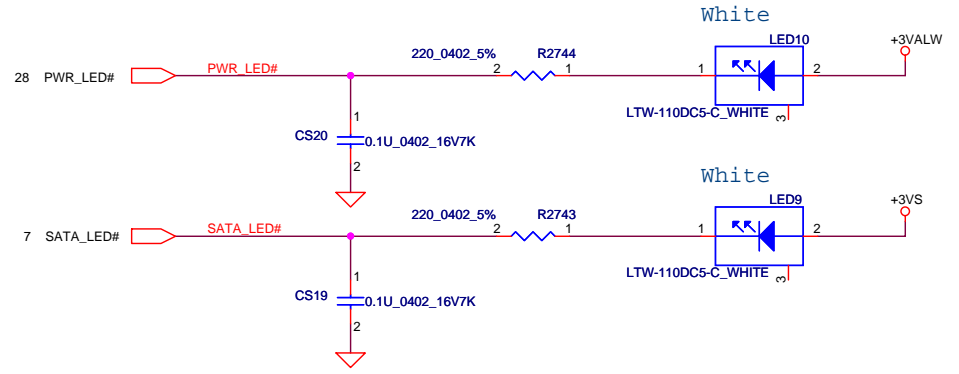 White
LED10
+3VALW
220_0402_5%
R2744
28 PWR_LED#
PWR_LED#
2
1
1
2
LTW-110DC5-C_WHITE
3
1
CS20
0.1U_0402_16V7K
2
White
LED9
+3VS
220_0402_5%
R2743
7 SATA_LED#
SATA_LED#
2
1
1
2
LTW-110DC5-C_WHITE
3
1
CS19
0.1U_0402_16V7K
2